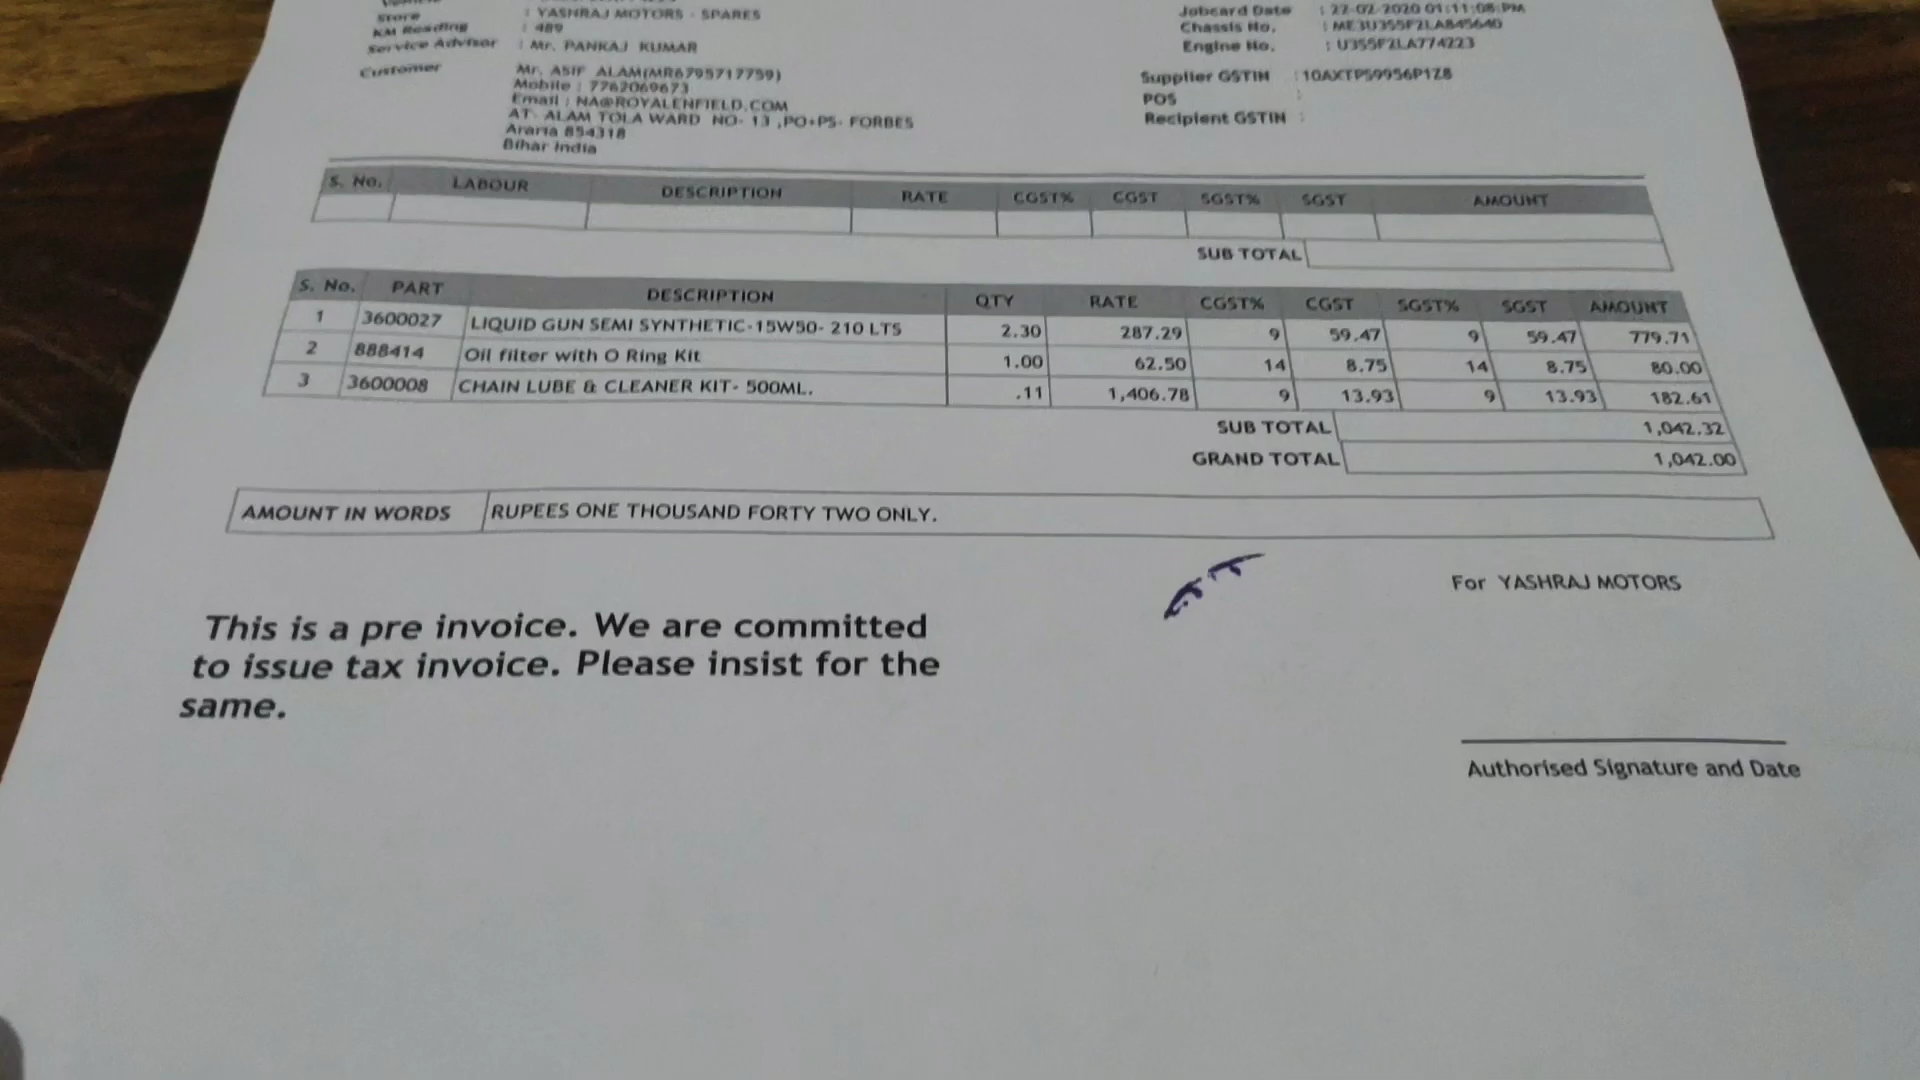 Store : YASHRAJ MOTORS - SPARES
KM Reading : 489
Service Advisor : Mr. PANKAJ KUMAR
Customer Mr. ASIF ALAM(MR6795717759)
Mobile : 7762069673
Email : NA@ROYALENFIELD.COM
AT- ALAM TOLA WARD NO- 13 ,PO+PS- FORBES
Araria 854318
Bihar India
Jobcard Date : 22-02-2020 01:11:08 PM
Chassis No. : ME3U3S5F2LA845640
Engine No. : U3S5F2LA774223
Supplier GSTIN : 10AXTPS9956P1Z8
POS :
Recipient GSTIN :
S. No. LABOUR DESCRIPTION RATE CGST% CGST SGST% SGST AMOUNT
SUB TOTAL
S. No. PART DESCRIPTION QTY RATE CGST% CGST SGST% SGST AMOUNT
1 3600027 LIQUID GUN SEMI SYNTHETIC-15W50- 210 LTS 2.30 287.29 9 59.47 9 59.47 779.71
2 888414 Oil filter with O Ring Kit 1.00 62.50 14 8.75 14 8.75 80.00
3 3600008 CHAIN LUBE & CLEANER KIT- 500ML. .11 1,406.78 9 13.93 9 13.93 182.61
SUB TOTAL 1,042.32
GRAND TOTAL 1,042.00
AMOUNT IN WORDS RUPEES ONE THOUSAND FORTY TWO ONLY.
For YASHRAJ MOTORS
This is a pre invoice. We are committed
to issue tax invoice. Please insist for the
same.
Authorised Signature and Date